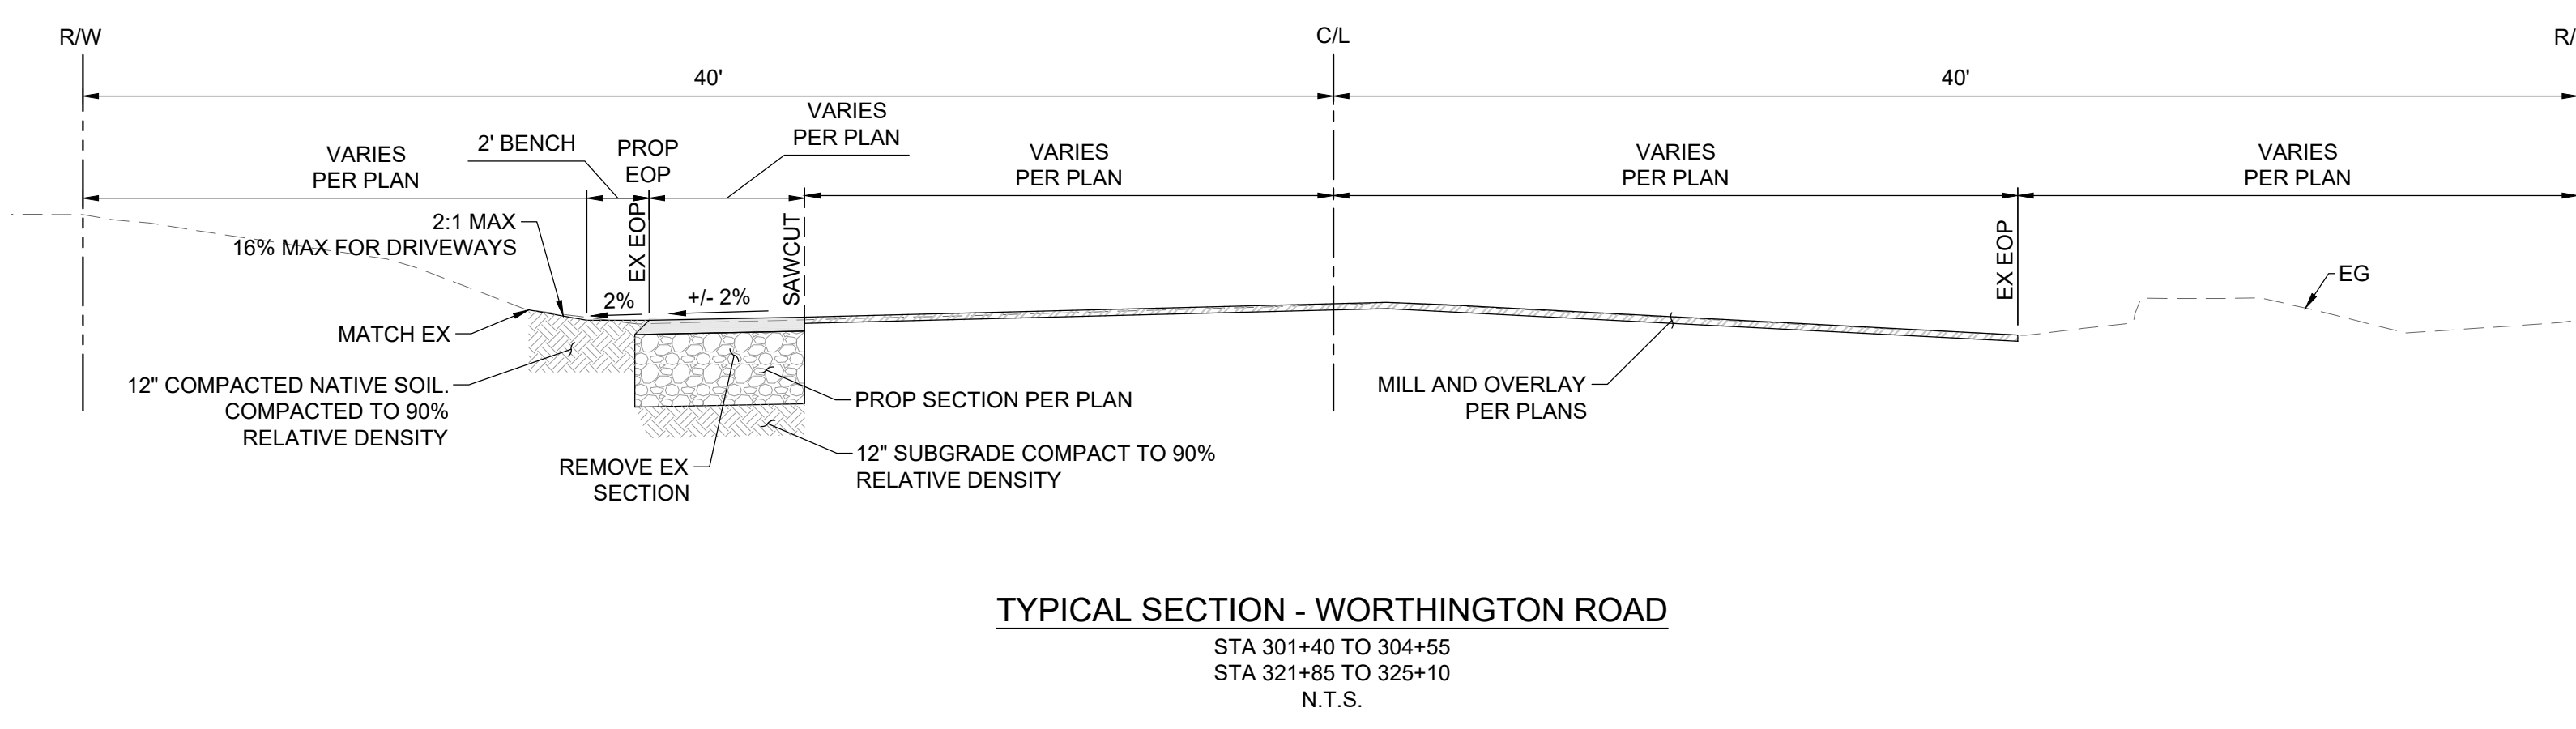 R/W
C/L
R/
40'
40'
VARIES
PER PLAN
2' BENCH
PROP
EOP
VARIES
PER PLAN
VARIES
PER PLAN
VARIES
PER PLAN
VARIES
PER PLAN
2:1 MAX
16% MAX FOR DRIVEWAYS
EX EOP
SAWCUT
EX EOP
EG
2%
+/- 2%
MATCH EX
12" COMPACTED NATIVE SOIL.
COMPACTED TO 90%
RELATIVE DENSITY
PROP SECTION PER PLAN
MILL AND OVERLAY
PER PLANS
REMOVE EX
SECTION
12" SUBGRADE COMPACT TO 90%
RELATIVE DENSITY
TYPICAL SECTION - WORTHINGTON ROAD
STA 301+40 TO 304+55
STA 321+85 TO 325+10
N.T.S.